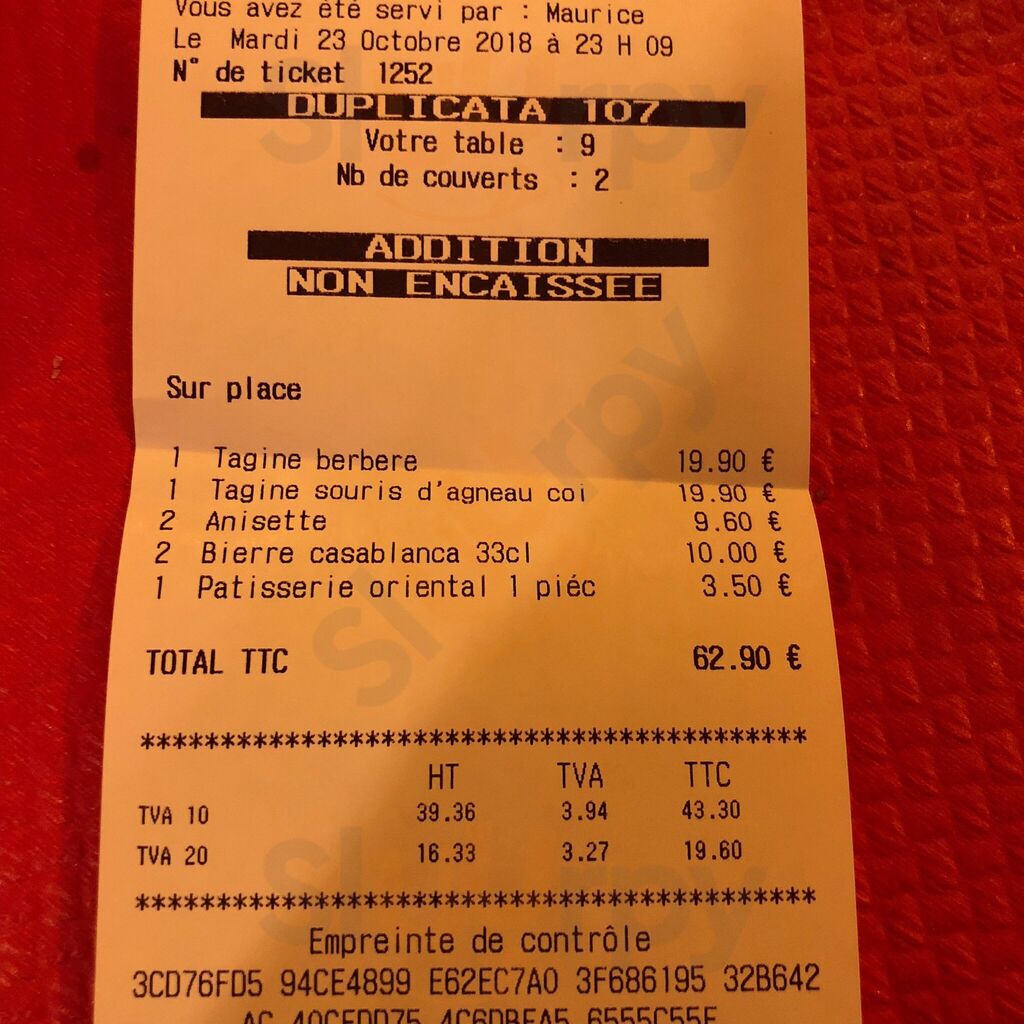 Vous avez été servi par : Maurice
Le Mardi 23 Octobre 2018 à 23 H 09
N° de ticket 1252
DUPLICATA 107
Votre table : 9
Nb de couverts : 2
ADDITION
NON ENCAISSEE
Sur place
1 Tagine berbere 19.90 €
1 Tagine souris d'agneau coi 19.90 €
2 Anisette 9.60 €
2 Bierre casablanca 33cl 10.00 €
1 Patisserie oriental 1 piéc 3.50 €
TOTAL TTC 62.90 €
******************************************
HT TVA TTC
TVA 10 39.36 3.94 43.30
TVA 20 16.33 3.27 19.60
******************************************
Empreinte de contrôle
3CD76FD5 94CE4899 E62EC7A0 3F686195 32B642
AC 40CEDD75 4C6DBEA5 6555C55E